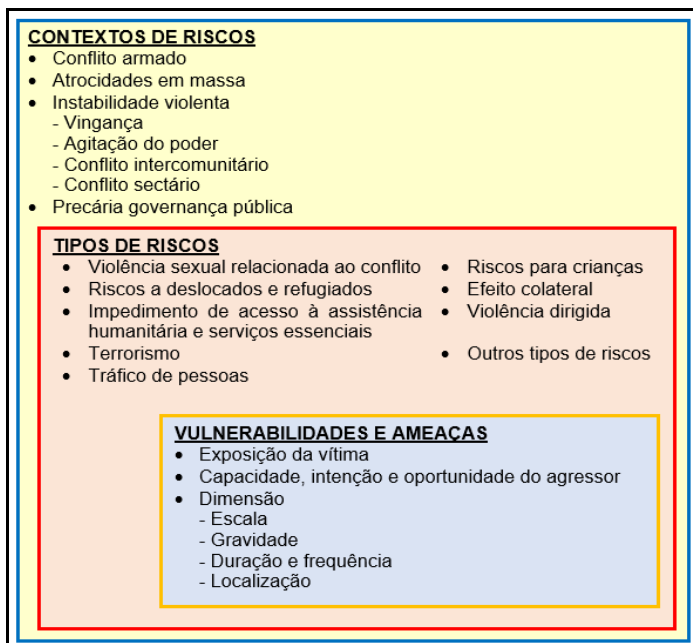 CONTEXTOS DE RISCOS
• Conflito armado
• Atrocidades em massa
• Instabilidade violenta
- Vingança
- Agitação do poder
- Conflito intercomunitário
- Conflito sectário
• Precária governança pública
TIPOS DE RISCOS
• Violência sexual relacionada ao conflito
• Riscos a deslocados e refugiados
• Impedimento de acesso à assistência
humanitária e serviços essenciais
• Terrorismo
• Tráfico de pessoas
• Riscos para crianças
• Efeito colateral
• Violência dirigida
• Outros tipos de riscos
VULNERABILIDADES E AMEAÇAS
• Exposição da vítima
• Capacidade, intenção e oportunidade do agressor
• Dimensão
- Escala
- Gravidade
- Duração e frequência
- Localização